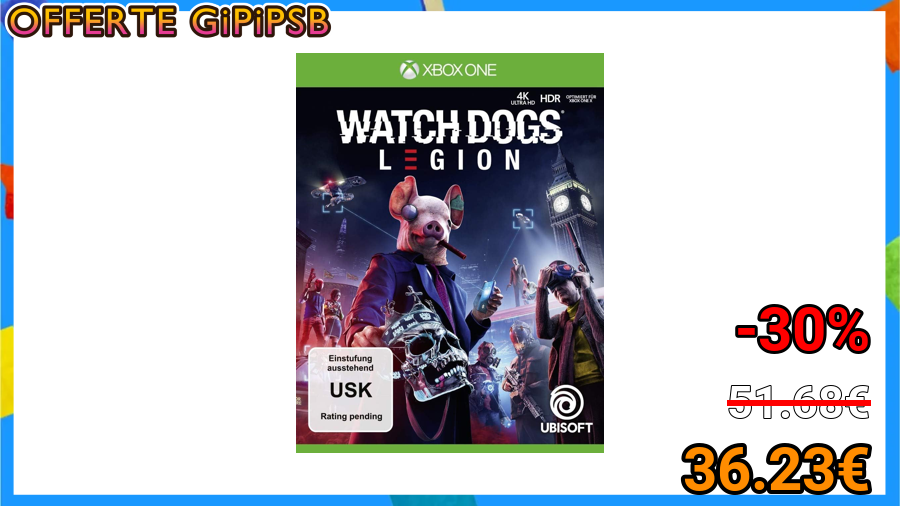 OFFERTE GiPiPSB
XBOX ONE
4K
ULTRA HD
HDR
OPTIMIERT FÜR
XBOX ONE X
WATCH DOGS®
LEGION
Einstufung
ausstehend
USK
Rating pending
UBISOFT
-30%
51.68€
36.23€